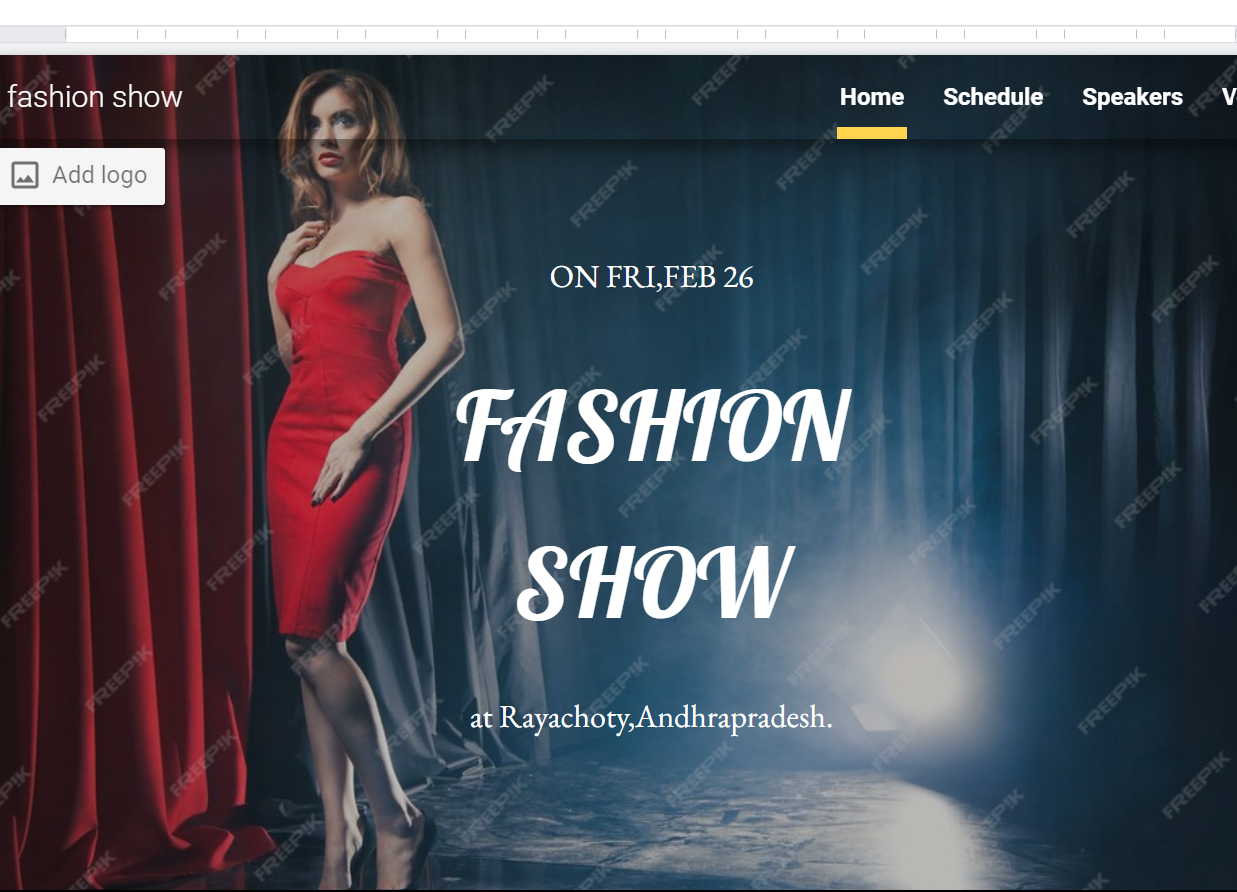 fashion show
Home Schedule Speakers V
Add logo
ON FRI,FEB 26
FASHION
SHOW
at Rayachoty,Andhrapradesh.
FREEPIK